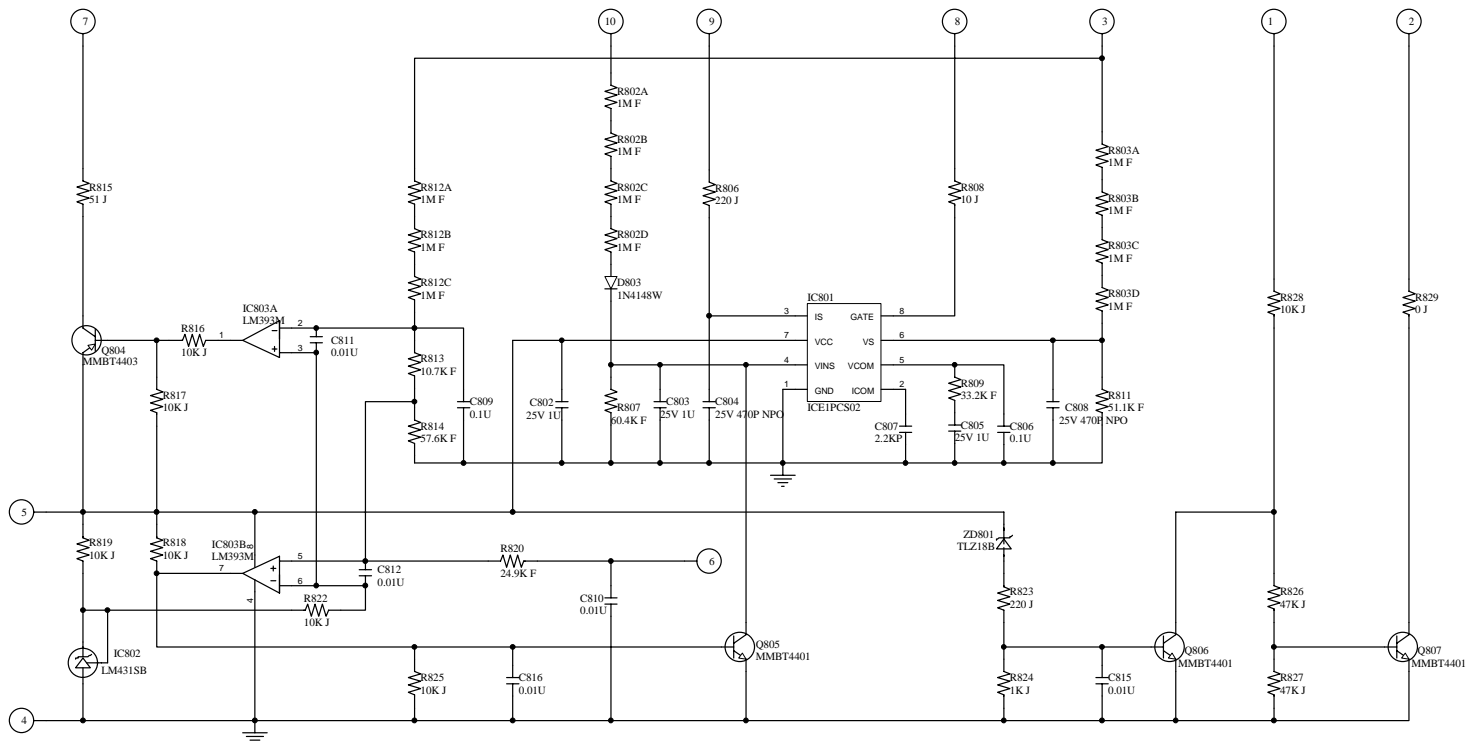 7
10
9
8
3
1
2
R802A
1M F
R802B
1M F
R802C
1M F
R802D
1M F
D803
1N4148W
R803A
1M F
R803B
1M F
R803C
1M F
R803D
1M F
R815
51 J
R812A
1M F
R812B
1M F
R812C
1M F
R806
220 J
R808
10 J
R828
10K J
R829
0 J
IC803A
LM393M
2
3
1
R816
10K J
Q804
MMBT4403
R817
10K J
C811
0.01U
R813
10.7K F
R814
57.6K F
C809
0.1U
C802
25V 1U
R807
60.4K F
C803
25V 1U
C804
25V 470P NPO
IC801
3 IS GATE 8
7 VCC VS 6
4 VINS VCOM 5
1 GND ICOM 2
ICE1PCS02
R809
33.2K F
C807
2.2KP
C805
25V 1U
C806
0.1U
C808
25V 470P NPO
R811
51.1K F
5
R819
10K J
R818
10K J
IC803B
LM393M
8
5
6
7
4
C812
0.01U
R820
24.9K F
6
R822
10K J
C810
0.01U
ZD801
TLZ18B
R823
220 J
R826
47K J
IC802
LM431SB
Q805
MMBT4401
Q806
MMBT4401
Q807
MMBT4401
R825
10K J
C816
0.01U
R824
1K J
C815
0.01U
R827
47K J
4